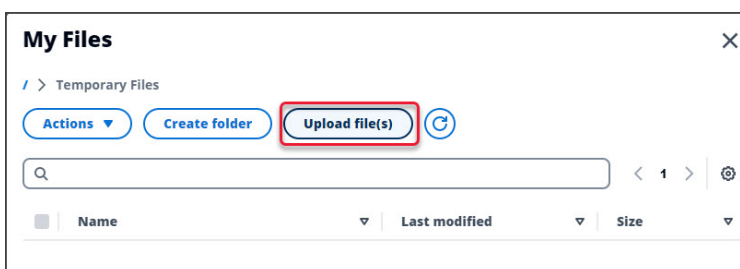 My Files
/ > Temporary Files
Actions Create folder Upload file(s)
1
Name Last modified Size